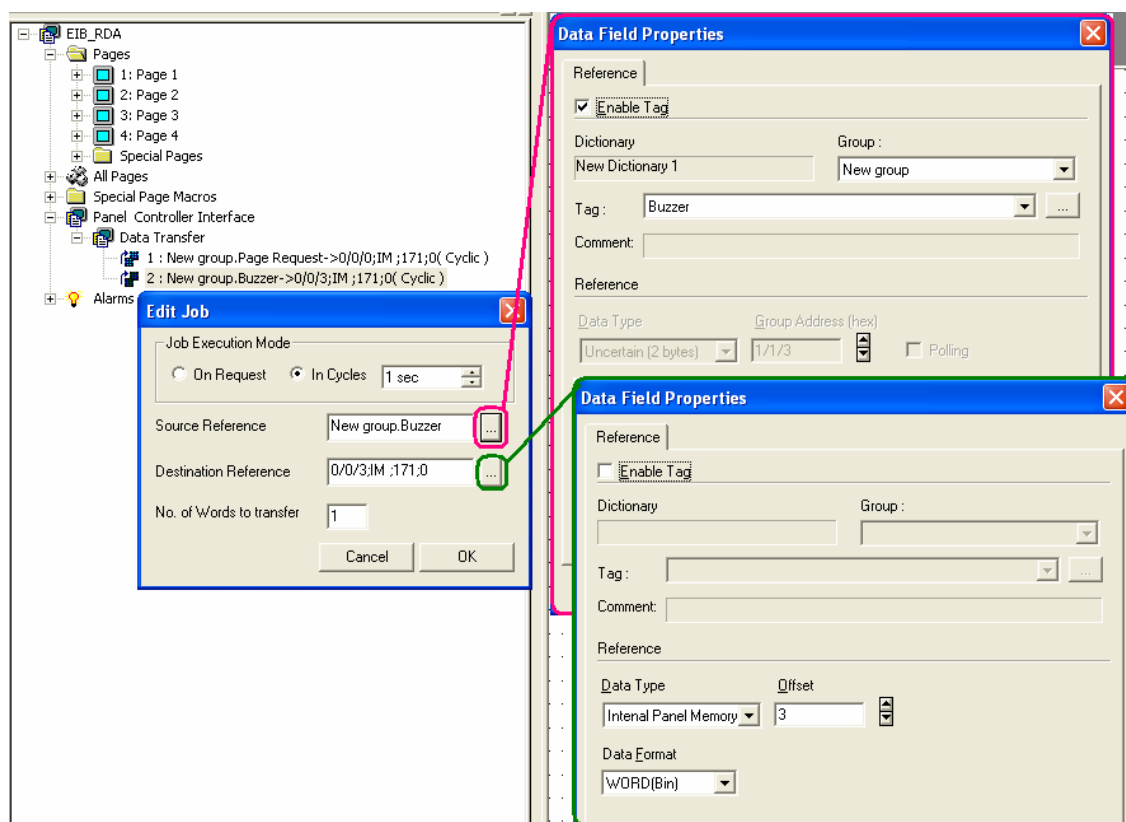 EIB_RDA
Pages
1: Page 1
2: Page 2
3: Page 3
4: Page 4
Special Pages
All Pages
Special Page Macros
Panel Controller Interface
Data Transfer
1 : New group.Page Request->0/0/0;IM ;171;0( Cyclic )
2 : New group.Buzzer->0/0/3;IM ;171;0( Cyclic )
Alarms
Edit Job
Job Execution Mode
On Request In Cycles 1 sec
Source Reference New group.Buzzer ...
Destination Reference 0/0/3;IM ;171;0 ...
No. of Words to transfer 1
Cancel OK
Data Field Properties
Reference
Enable Tag
Dictionary Group :
New Dictionary 1 New group
Tag : Buzzer ...
Comment:
Reference
Data Type Group Address (hex)
Uncertain (2 bytes) 1/1/3 Polling
Data Field Properties
Reference
Enable Tag
Dictionary Group :
Tag : ...
Comment:
Reference
Data Type Offset
Intenal Panel Memory 3
Data Format
WORD(Bin)